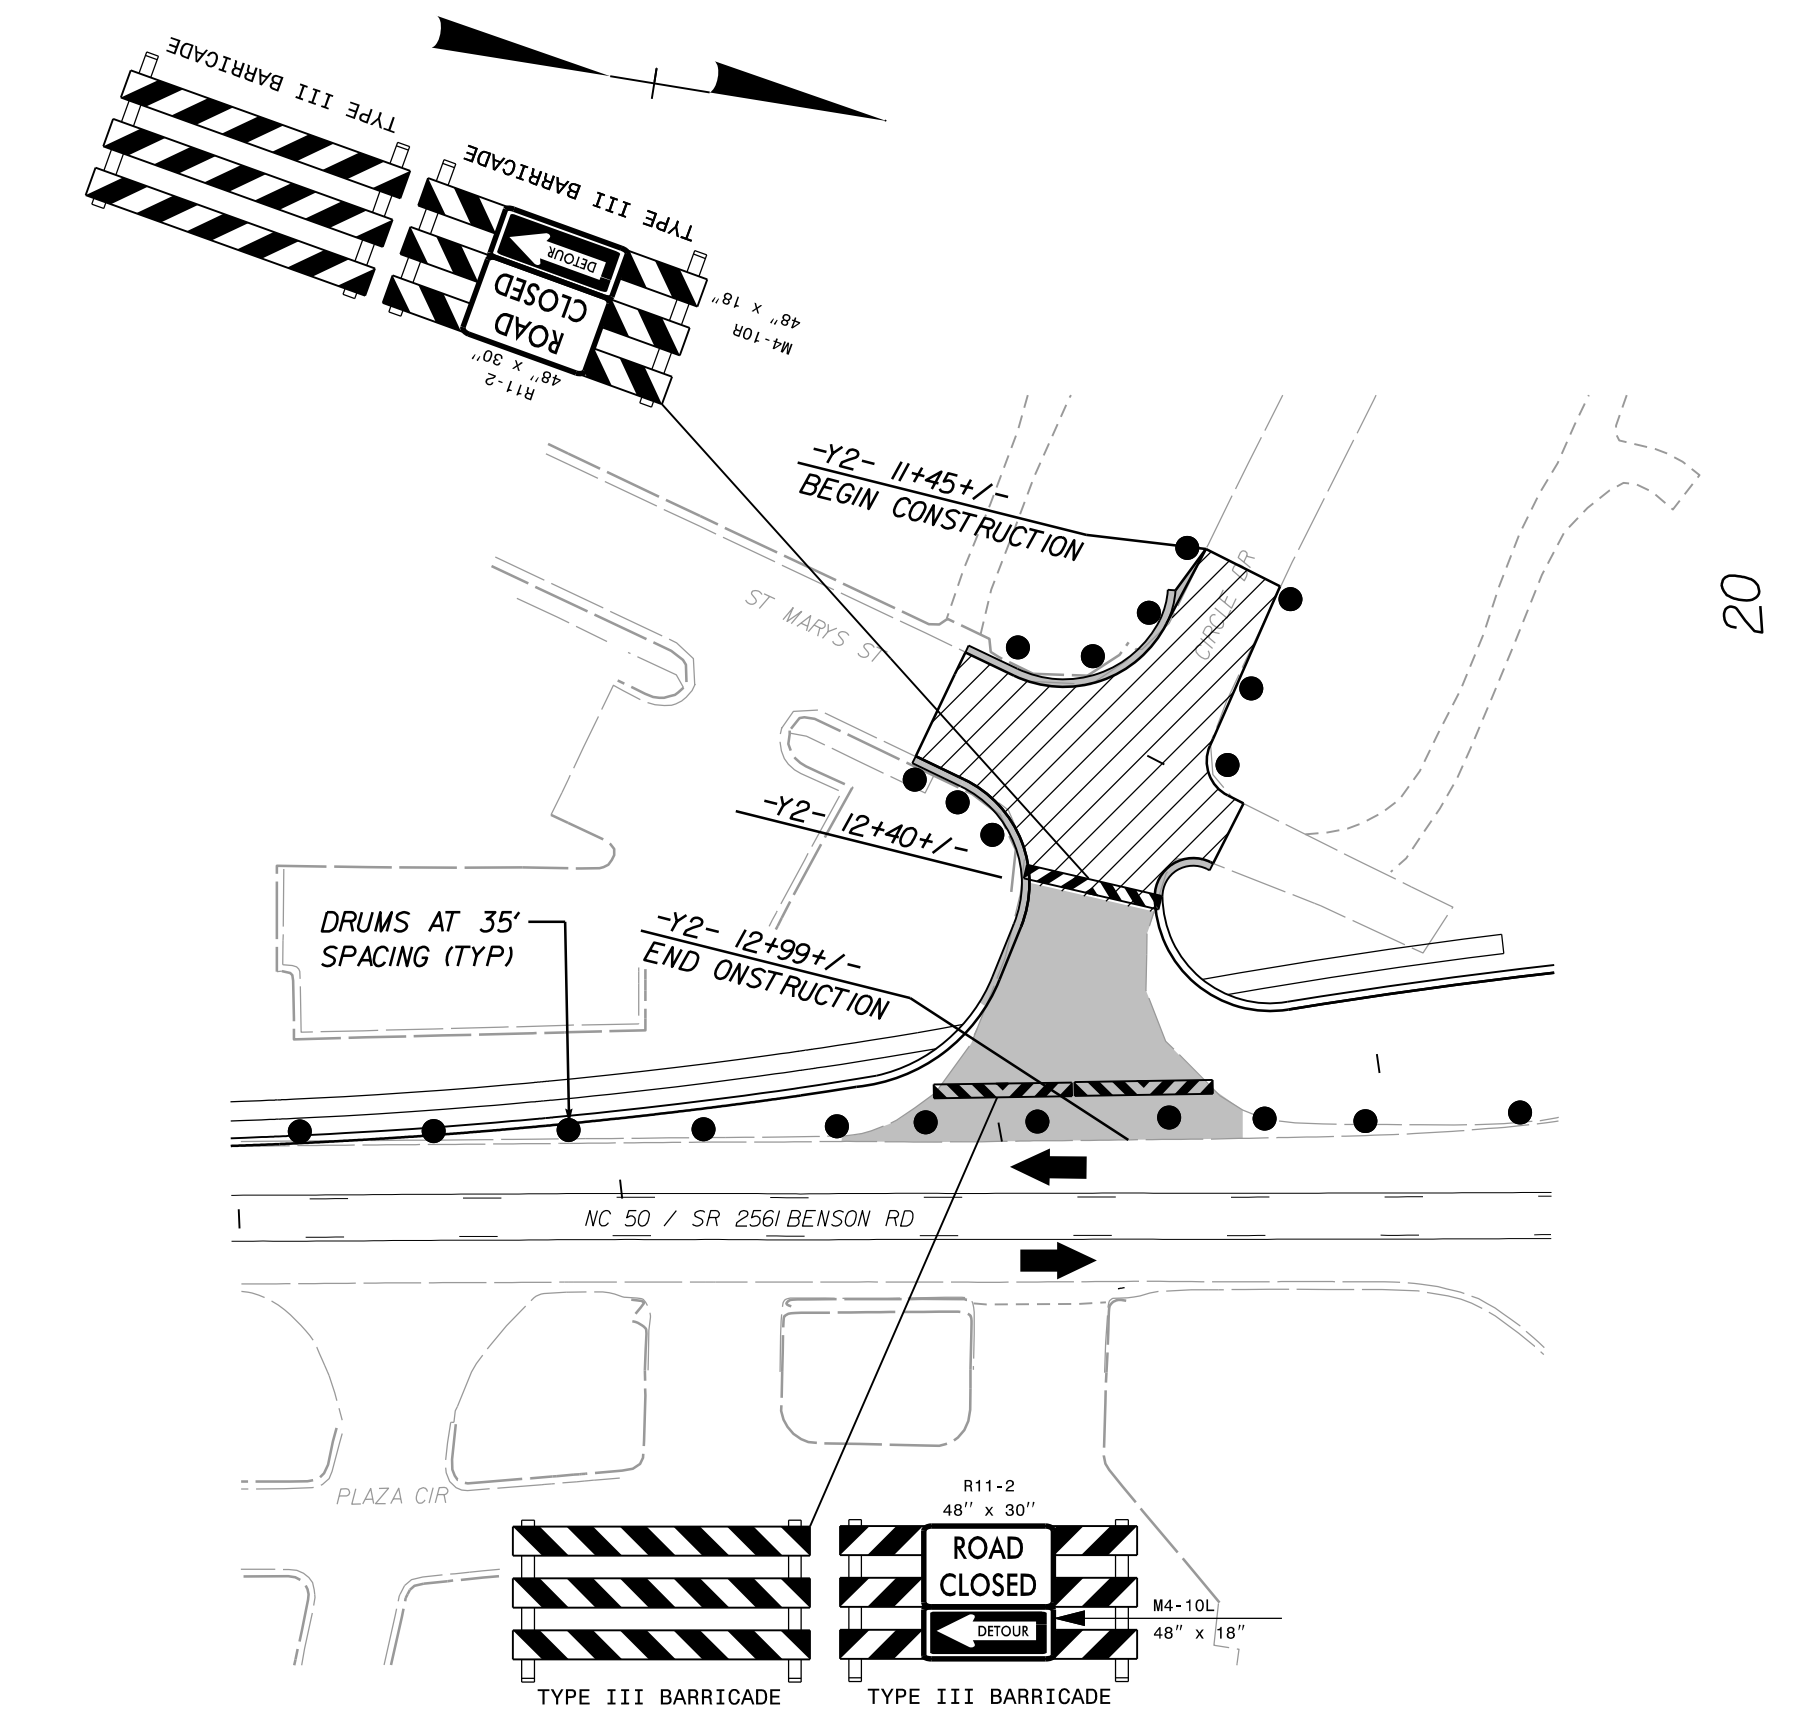 TYPE III BARRICADE
TYPE III BARRICADE
DETOUR
ROAD
CLOSED
48" x 18"
M4-10R
R11-2
48" x 30"
-Y2- 11+45+/-
BEGIN CONSTRUCTION
CIRCLE DR
ST MARYS ST
20
-Y2- 12+40+/-
DRUMS AT 35'
SPACING (TYP)
-Y2- 12+99+/-
END ONSTRUCTION
NC 50 / SR 2561 BENSON RD
PLAZA CIR
R11-2
48" x 30"
ROAD
CLOSED
DETOUR
M4-10L
48" x 18"
TYPE III BARRICADE
TYPE III BARRICADE